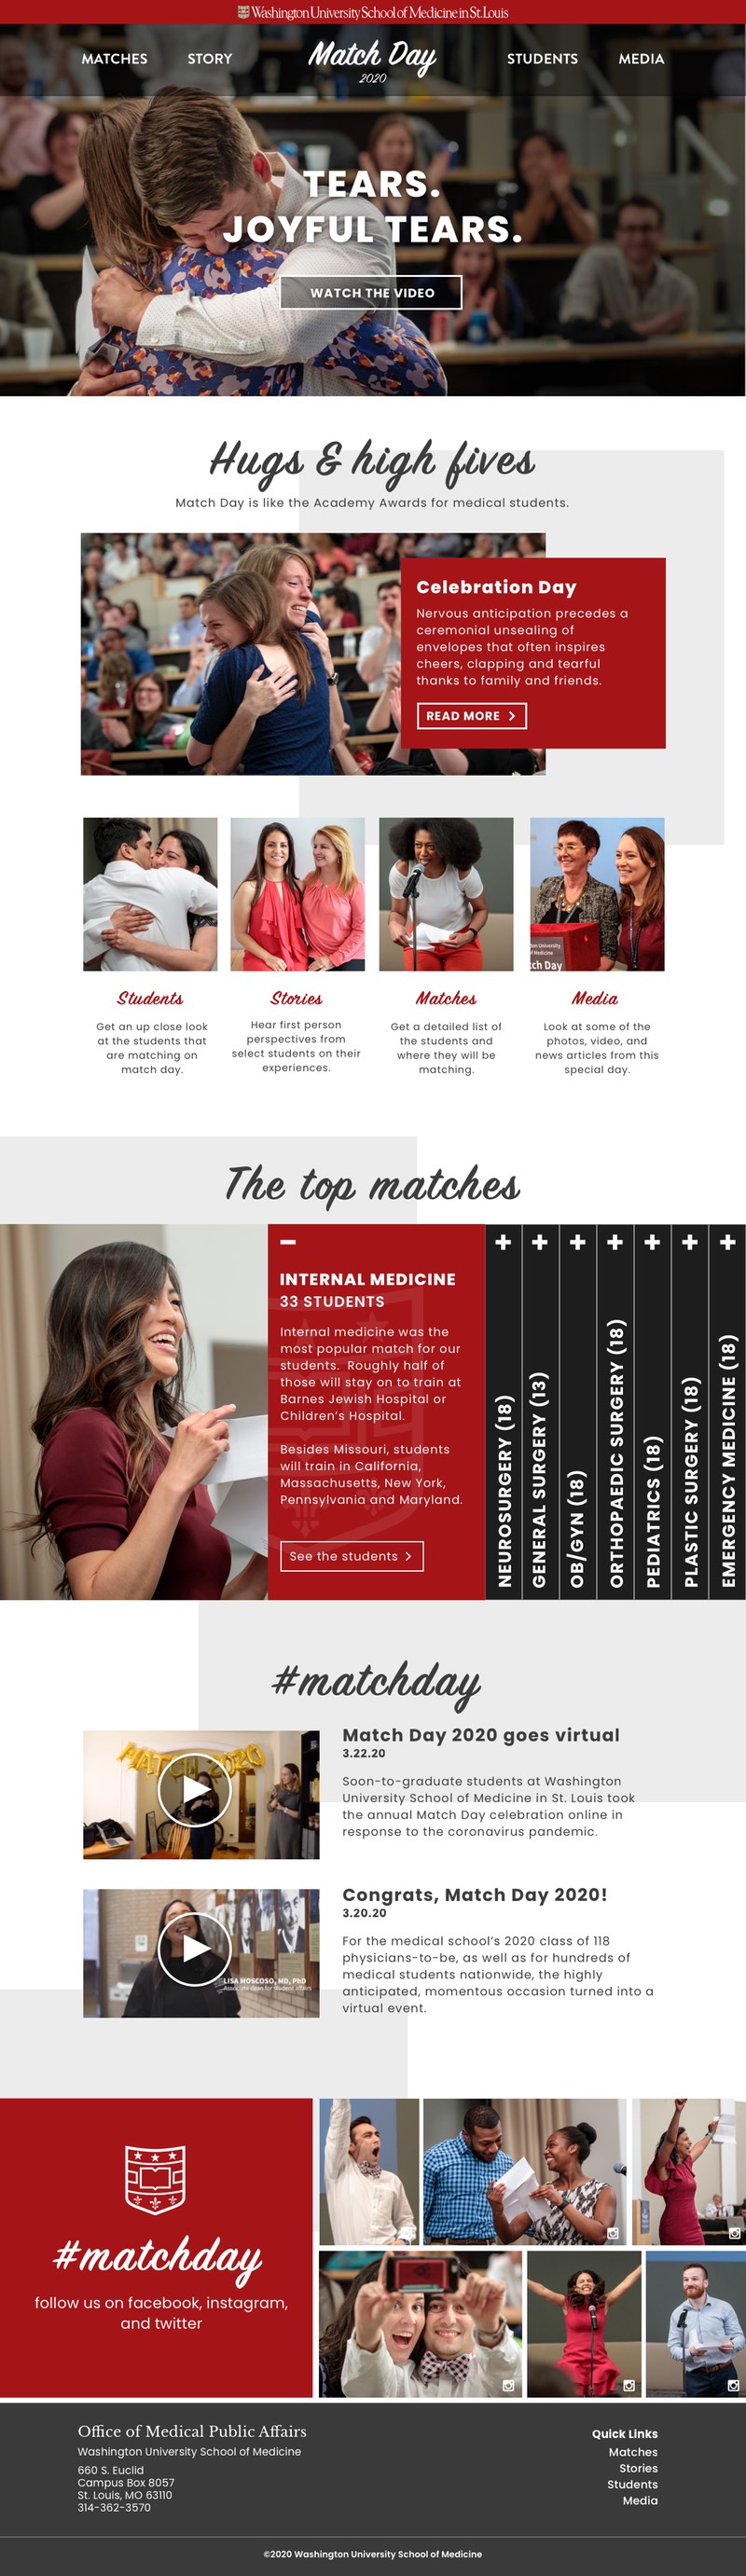 Washington University School of Medicine in St. Louis
MATCHES STORY Match Day STUDENTS MEDIA
2020
TEARS.
JOYFUL TEARS.
WATCH THE VIDEO
Hugs & high fives
Match Day is like the Academy Awards for medical students.
Celebration Day
Nervous anticipation precedes a
ceremonial unsealing of
envelopes that often inspires
cheers, clapping and tearful
thanks to family and friends.
READ MORE >
Students
Get an up close look
at the students that
are matching on
match day.
Stories
Hear first person
perspectives from
select students on their
experiences.
Matches
Get a detailed list of
the students and
where they will be
matching.
on University
of Medicine
ch Day
Media
Look at some of the
photos, video, and
news articles from this
special day.
The top matches
INTERNAL MEDICINE
33 STUDENTS
Internal medicine was the
most popular match for our
students. Roughly half of
those will stay on to train at
Barnes Jewish Hospital or
Children's Hospital.
Besides Missouri, students
will train in California,
Massachusetts, New York,
Pennsylvania and Maryland.
See the students >
NEUROSURGERY (18)
GENERAL SURGERY (13)
OB/GYN (18)
ORTHOPAEDIC SURGERY (18)
PEDIATRICS (18)
PLASTIC SURGERY (18)
EMERGENCY MEDICINE (18)
#matchday
MATCH 2020
Match Day 2020 goes virtual
3.22.20
Soon-to-graduate students at Washington
University School of Medicine in St. Louis took
the annual Match Day celebration online in
response to the coronavirus pandemic.
LISA MOSCOSO, MD, PhD
Associate dean for student affairs
Congrats, Match Day 2020!
3.20.20
For the medical school's 2020 class of 118
physicians-to-be, as well as for hundreds of
medical students nationwide, the highly
anticipated, momentous occasion turned into a
virtual event.
#matchday
follow us on facebook, instagram,
and twitter
Office of Medical Public Affairs
Washington University School of Medicine
660 S. Euclid
Campus Box 8057
St. Louis, MO 63110
314-362-3570
Quick Links
Matches
Stories
Students
Media
©2020 Washington University School of Medicine